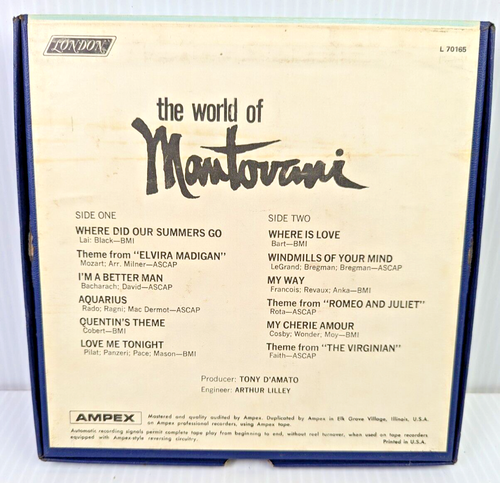 LONDON
L 70165
the world of
Mantovani
SIDE ONE
WHERE DID OUR SUMMERS GO
Lai: Black—BMI
Theme from "ELVIRA MADIGAN"
Mozart; Arr. Milner—ASCAP
I'M A BETTER MAN
Bacharach; David—ASCAP
AQUARIUS
Rado; Ragni; Mac Dermot—ASCAP
QUENTIN'S THEME
Cobert—BMI
LOVE ME TONIGHT
Pilat; Panzeri; Pace; Mason—BMI
SIDE TWO
WHERE IS LOVE
Bart—BMI
WINDMILLS OF YOUR MIND
LeGrand; Bregman; Bregman—ASCAP
MY WAY
Francois; Revaux; Anka—BMI
Theme from "ROMEO AND JULIET"
Rota—ASCAP
MY CHERIE AMOUR
Cosby; Wonder; Moy—BMI
Theme from "THE VIRGINIAN"
Faith—ASCAP
Producer: TONY D'AMATO
Engineer: ARTHUR LILLEY
AMPEX
Mastered and quality audited by Ampex. Duplicated by Ampex in Elk Grove Village, Illinois, U.S.A.
on Ampex professional recorders, using Ampex tape.
Automatic recording signals permit complete tape play from beginning to end, without reel turnover, when used on tape recorders
equipped with Ampex-style reversing circuitry.
Printed in U.S.A.